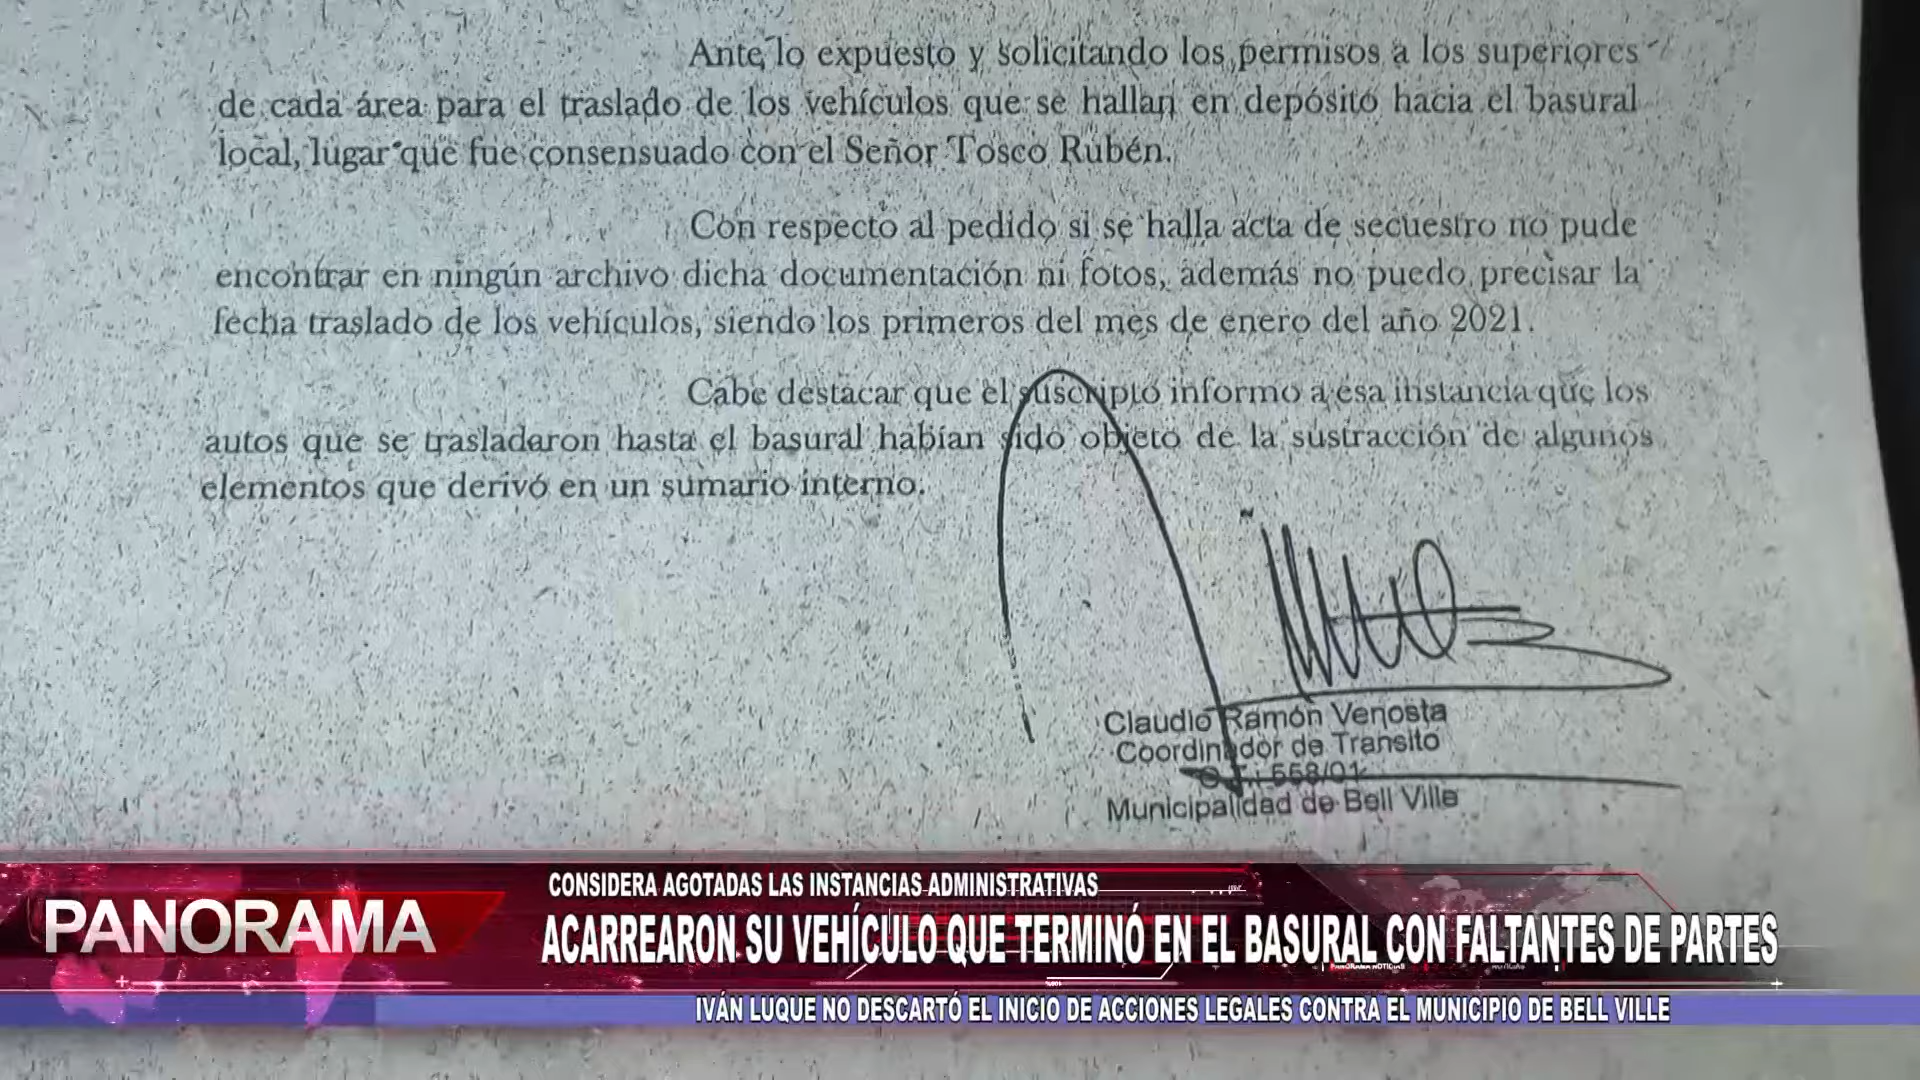 Ante lo expuesto y solicitando los permisos a los superiores
de cada área para el traslado de los vehículos que se hallan en depósito hacia el basural
local, lugar que fue consensuado con el Señor Tosco Rubén.
Con respecto al pedido si se halla acta de secuestro no pude
encontrar en ningún archivo dicha documentación ni fotos, además no puedo precisar la
fecha traslado de los vehículos, siendo los primeros del mes de enero del año 2021.
Cabe destacar que el suscripto informo a esa instancia que los
autos que se trasladaron hasta el basural habían sido objeto de la sustracción de algunos
elementos que derivó en un sumario interno.
Claudio Ramón Venosta
Coordinador de Transito
558/01
Municipalidad de Bell Ville
CONSIDERA AGOTADAS LAS INSTANCIAS ADMINISTRATIVAS
PANORAMA
ACARREARON SU VEHÍCULO QUE TERMINÓ EN EL BASURAL CON FALTANTES DE PARTES
PANORAMA NOTICIAS
IVÁN LUQUE NO DESCARTÓ EL INICIO DE ACCIONES LEGALES CONTRA EL MUNICIPIO DE BELL VILLE